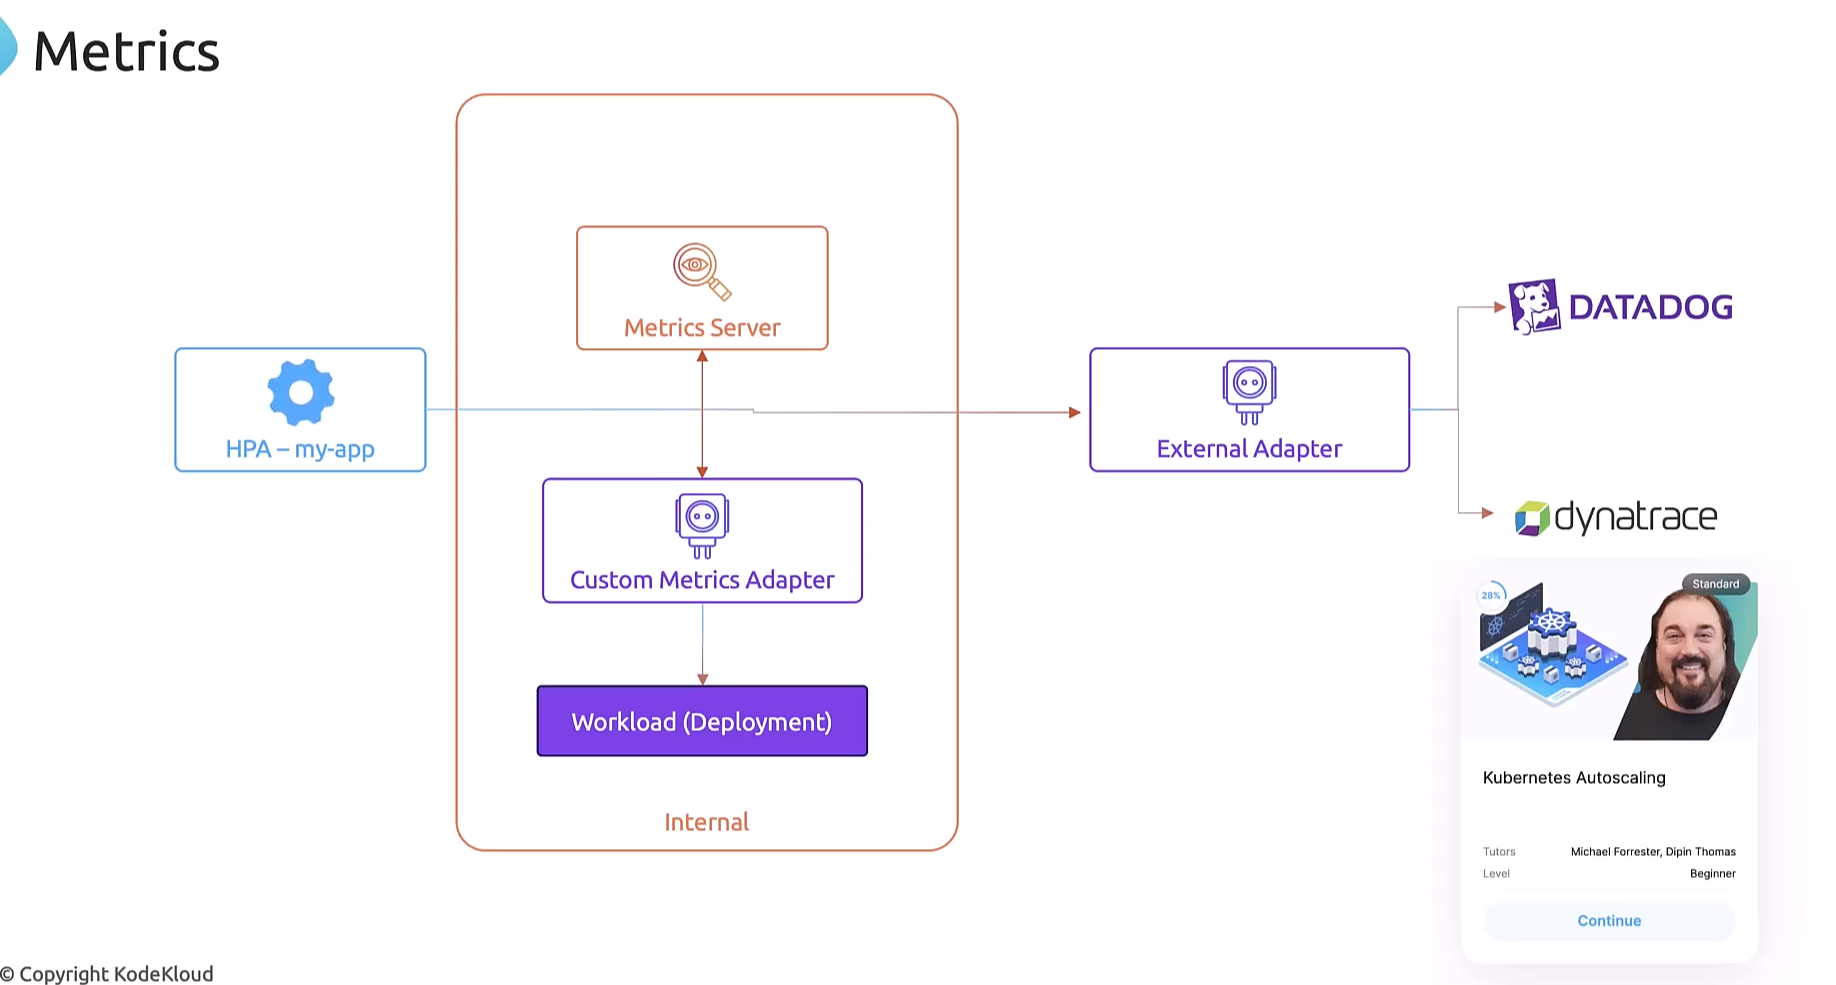 Metrics
Metrics Server
HPA – my-app
Custom Metrics Adapter
Workload (Deployment)
Internal
External Adapter
DATADOG
dynatrace
28%
Standard
Kubernetes Autoscaling
Tutors Michael Forrester, Dipin Thomas
Level Beginner
Continue
© Copyright KodeKloud